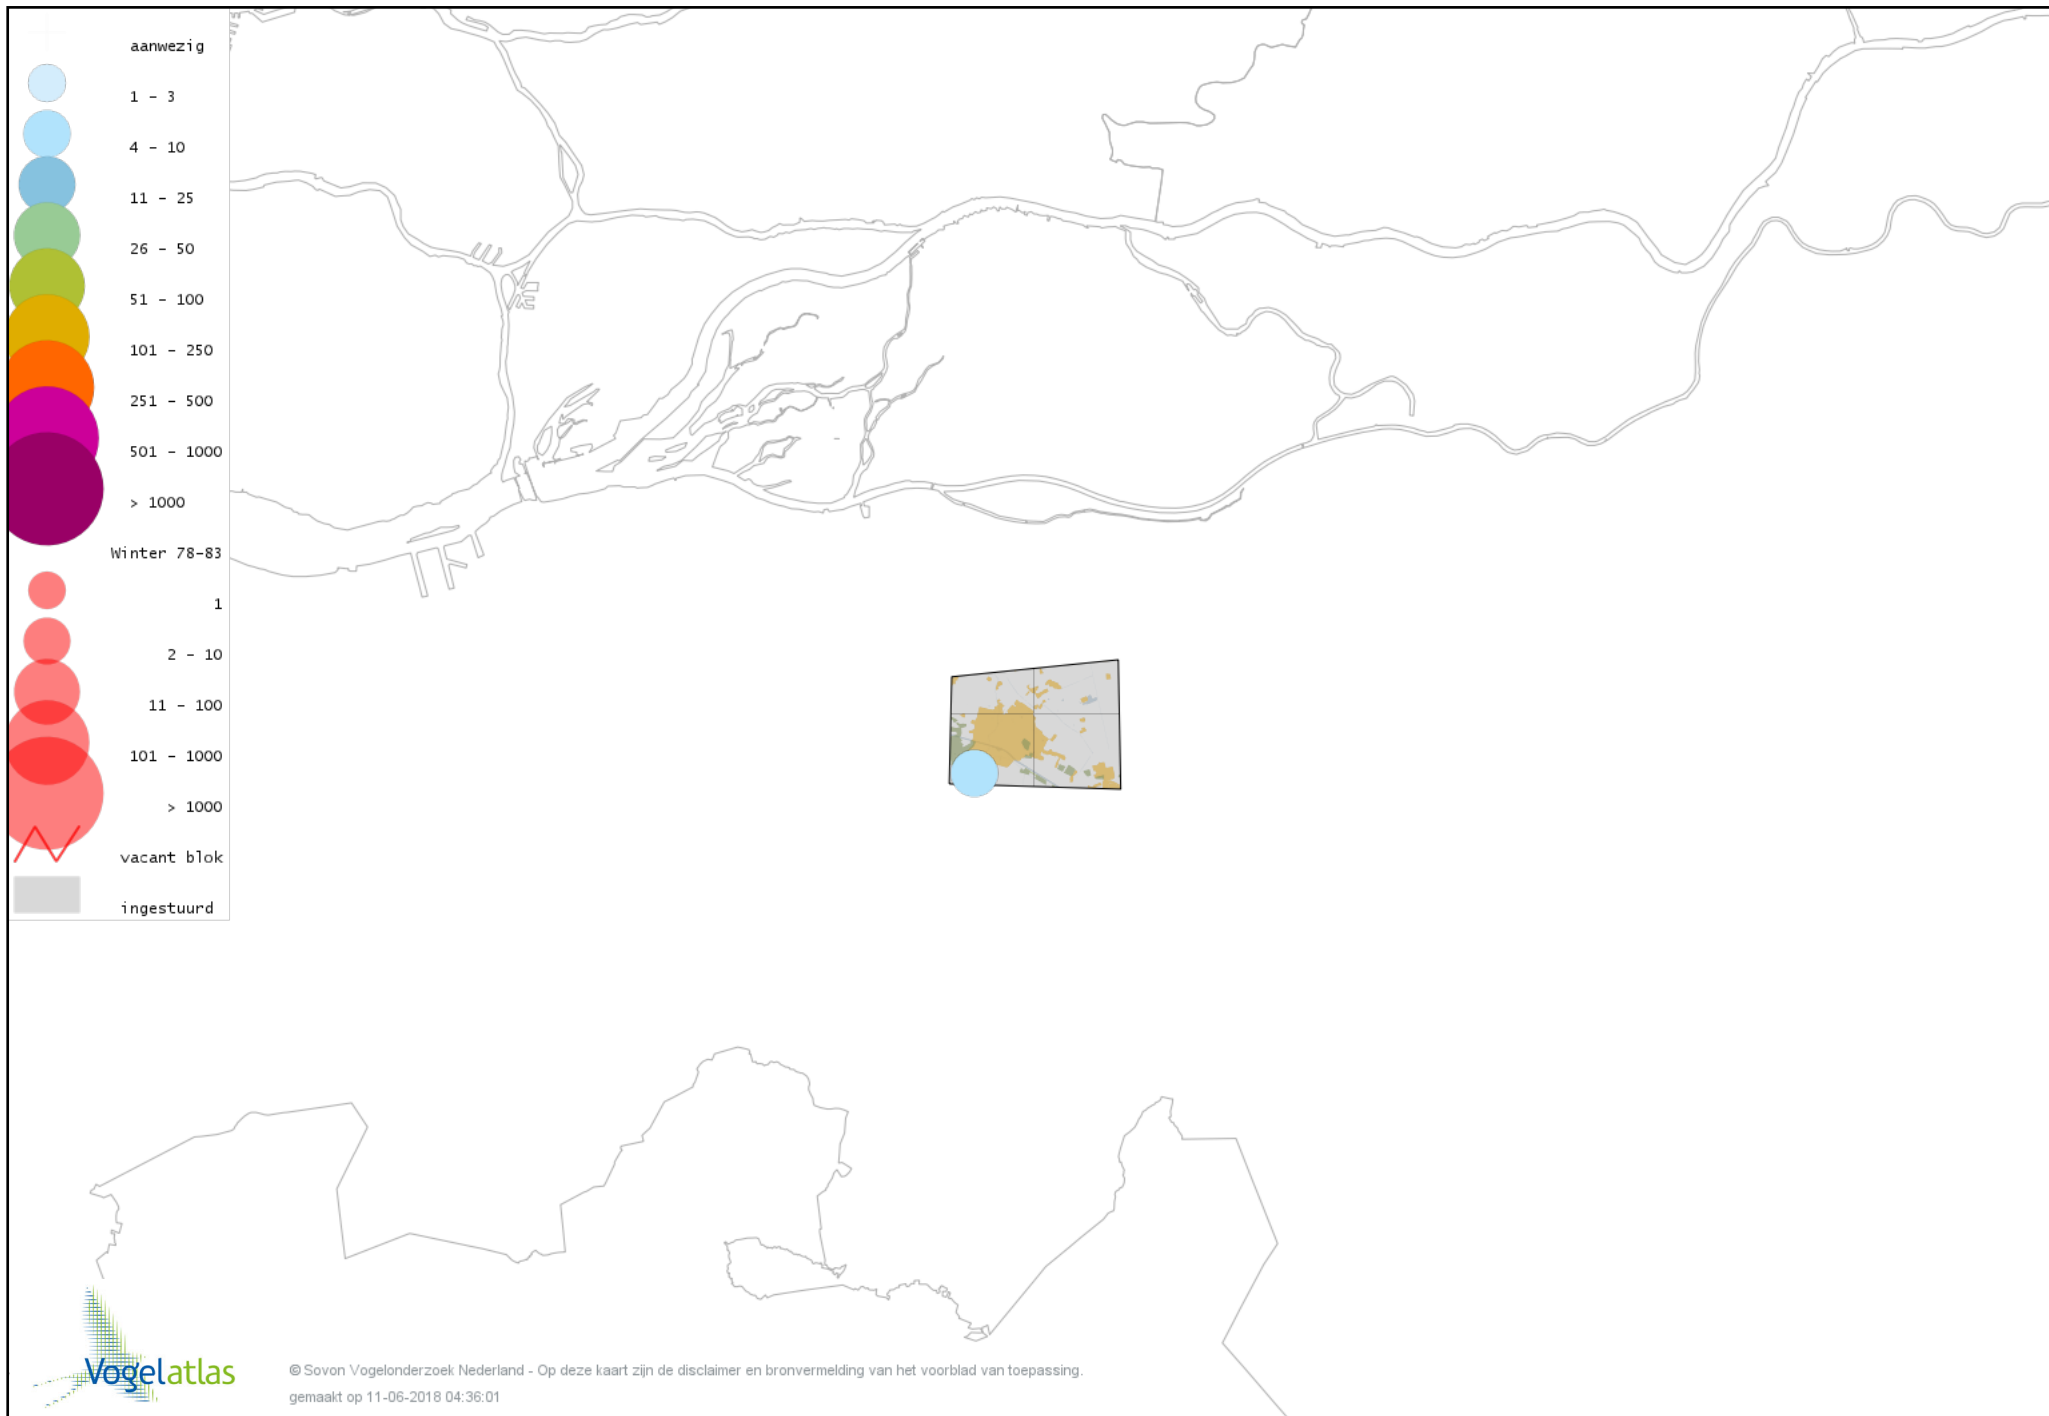 aanwezig
1 - 3
4 - 10
11 - 25
26 - 50
51 - 100
101 - 250
251 - 500
501 - 1000
> 1000
Winter 78-83
1
2 - 10
11 - 100
101 - 1000
> 1000
vacant blok
ingestuurd
Vogelatlas
© Sovon Vogelonderzoek Nederland - Op deze kaart zijn de disclaimer en bronvermelding van het voorblad van toepassing.
gemaakt op 11-06-2018 04:36:01